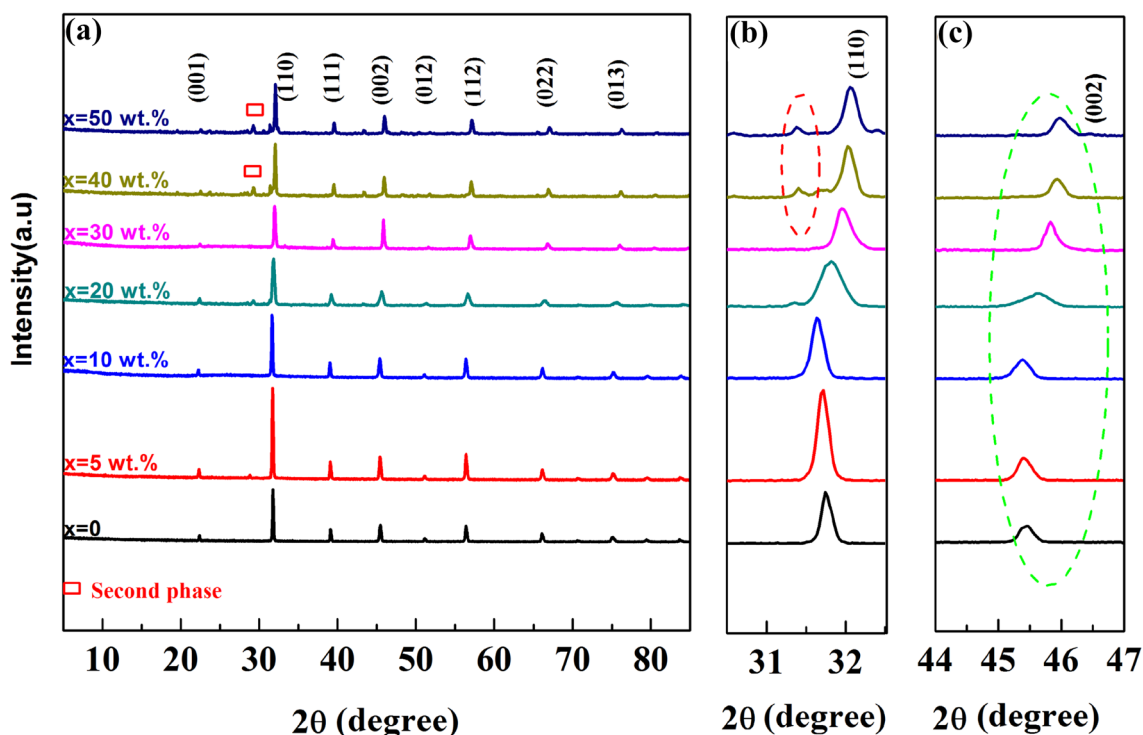 (a)
(001)
(110)
(111)
(002)
(012)
(112)
(022)
(013)
x=50 wt.%
x=40 wt.%
x=30 wt.%
x=20 wt.%
x=10 wt.%
x=5 wt.%
x=0
Second phase
Intensity(a.u)
10 20 30 40 50 60 70 80
2θ (degree)
(b)
(110)
31 32
2θ (degree)
(c)
(002)
44 45 46 47
2θ (degree)